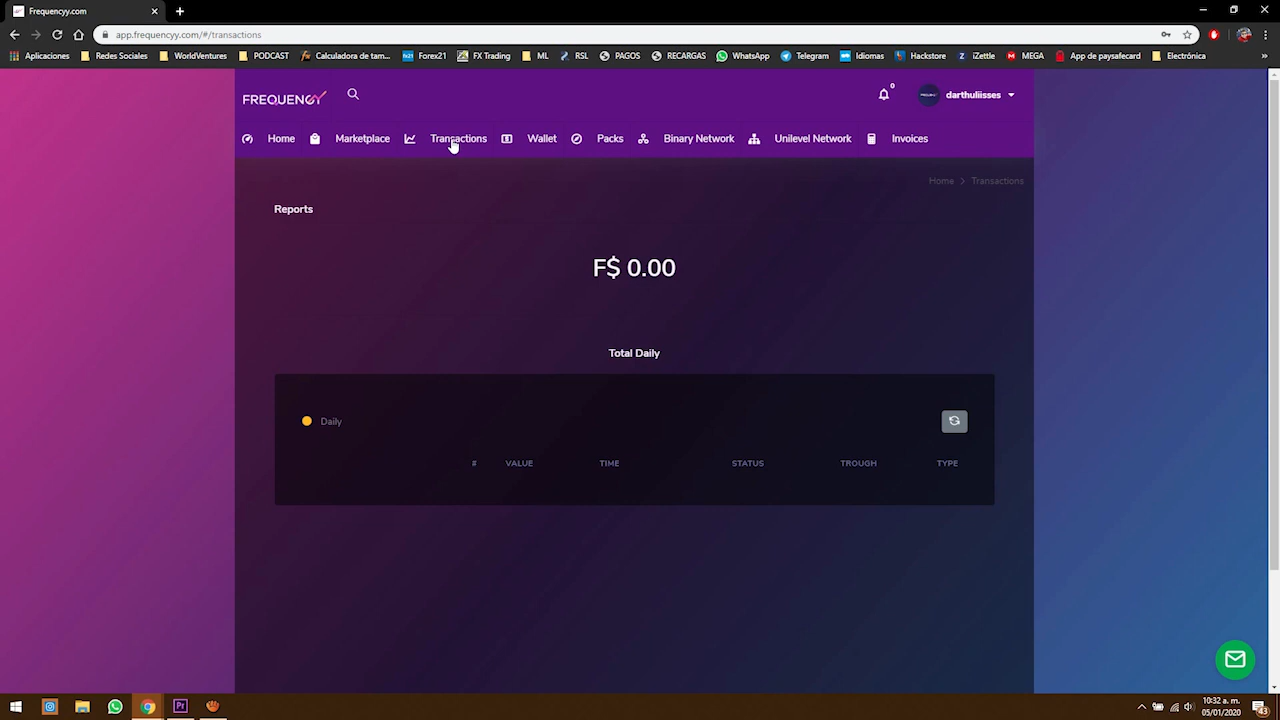 Frequencyy.com
app.frequencyy.com/#/transactions
Aplicaciones Redes Sociales WorldVentures PODCAST Calculadora de tam... Forex21 FX Trading ML RSL PAGOS RECARGAS WhatsApp Telegram Idiomas Hackstore iZettle MEGA App de paysafecard Electrónica »
FREQUENCY 0 darthuliisses
Home Marketplace Transactions Wallet Packs Binary Network Unilevel Network Invoices
Home > Transactions
Reports
F$ 0.00
Total Daily
Daily
# VALUE TIME STATUS TROUGH TYPE
10:32 a. m.
05/01/2020
43